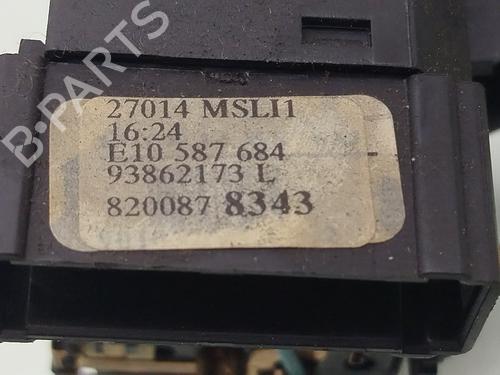 B-PARTS
27014 MSLI1
16:24
E10 587 684
93862173 L
820087 8343